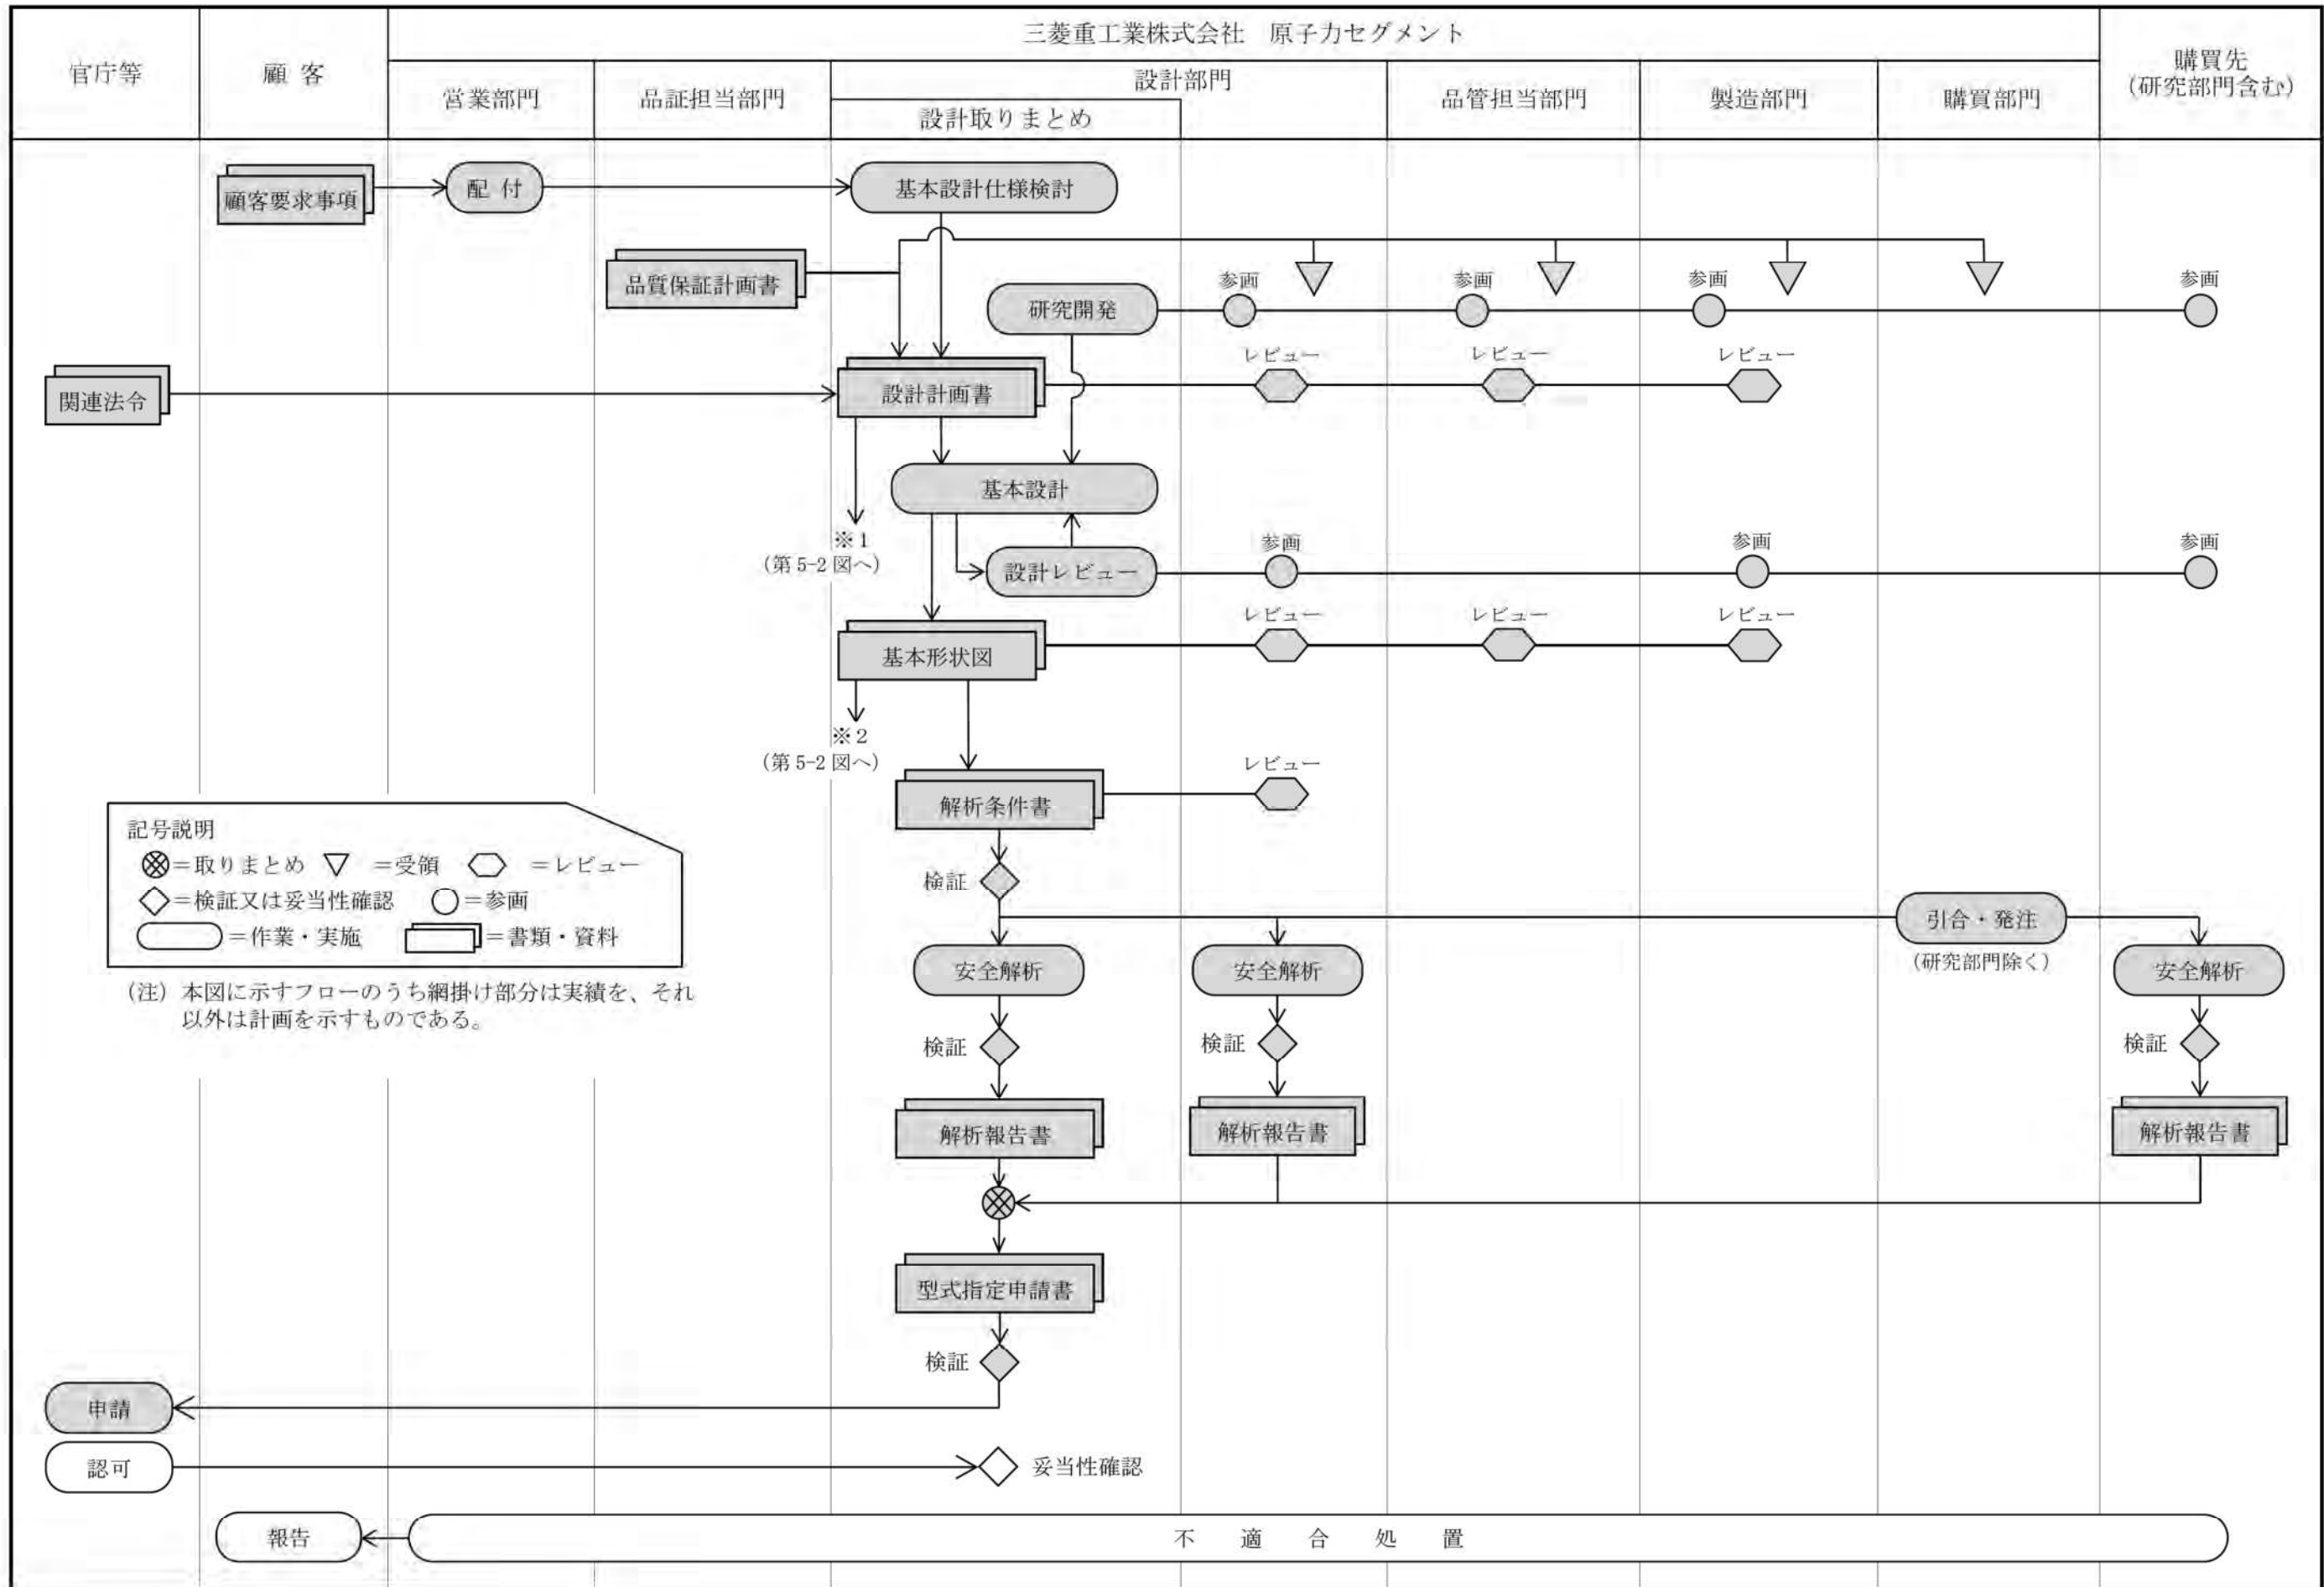 三菱重工業株式会社　原子力セグメント
官庁等
顧 客
購買先
(研究部門含む)
設計部門
営業部門
品証担当部門
品管担当部門
製造部門
購買部門
設計取りまとめ
顧客要求事項
配 付
基本設計仕様検討
品質保証計画書
研究開発
参画
参画
参画
参画
関連法令
設計計画書
レビュー
レビュー
レビュー
基本設計
※1
(第 5-2 図へ)
設計レビュー
参画
参画
参画
基本形状図
レビュー
レビュー
レビュー
※2
(第 5-2 図へ)
解析条件書
レビュー
記号説明
＝取りまとめ　＝受領　＝レビュー
＝検証又は妥当性確認　＝参画
＝作業・実施　＝書類・資料
(注) 本図に示すフローのうち網掛け部分は実績を、それ
以外は計画を示すものである。
検証
引合・発注
(研究部門除く)
安全解析
安全解析
安全解析
検証
検証
検証
解析報告書
解析報告書
解析報告書
型式指定申請書
検証
申請
認可
妥当性確認
報告
不　適　合　処　置